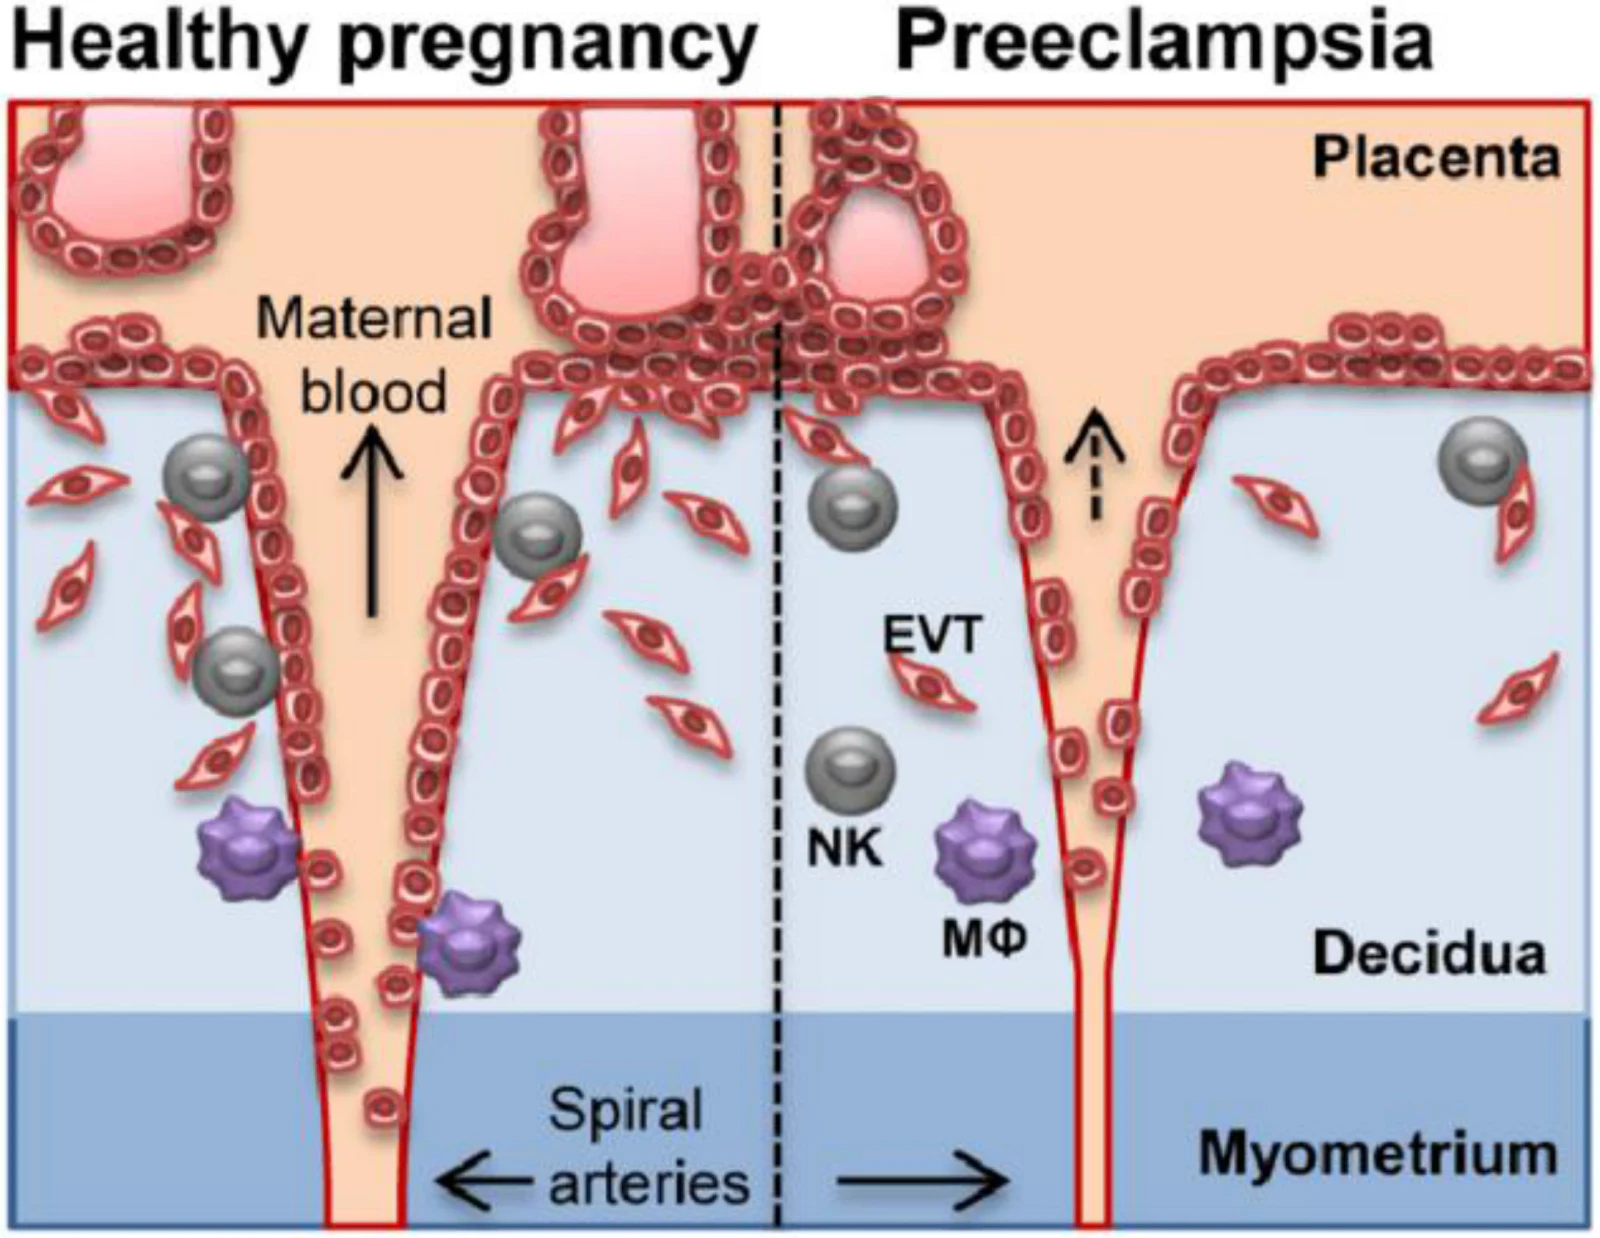 Healthy pregnancy
Preeclampsia
Placenta
Maternal
blood
EVT
NK
MΦ
Decidua
Spiral
arteries
Myometrium